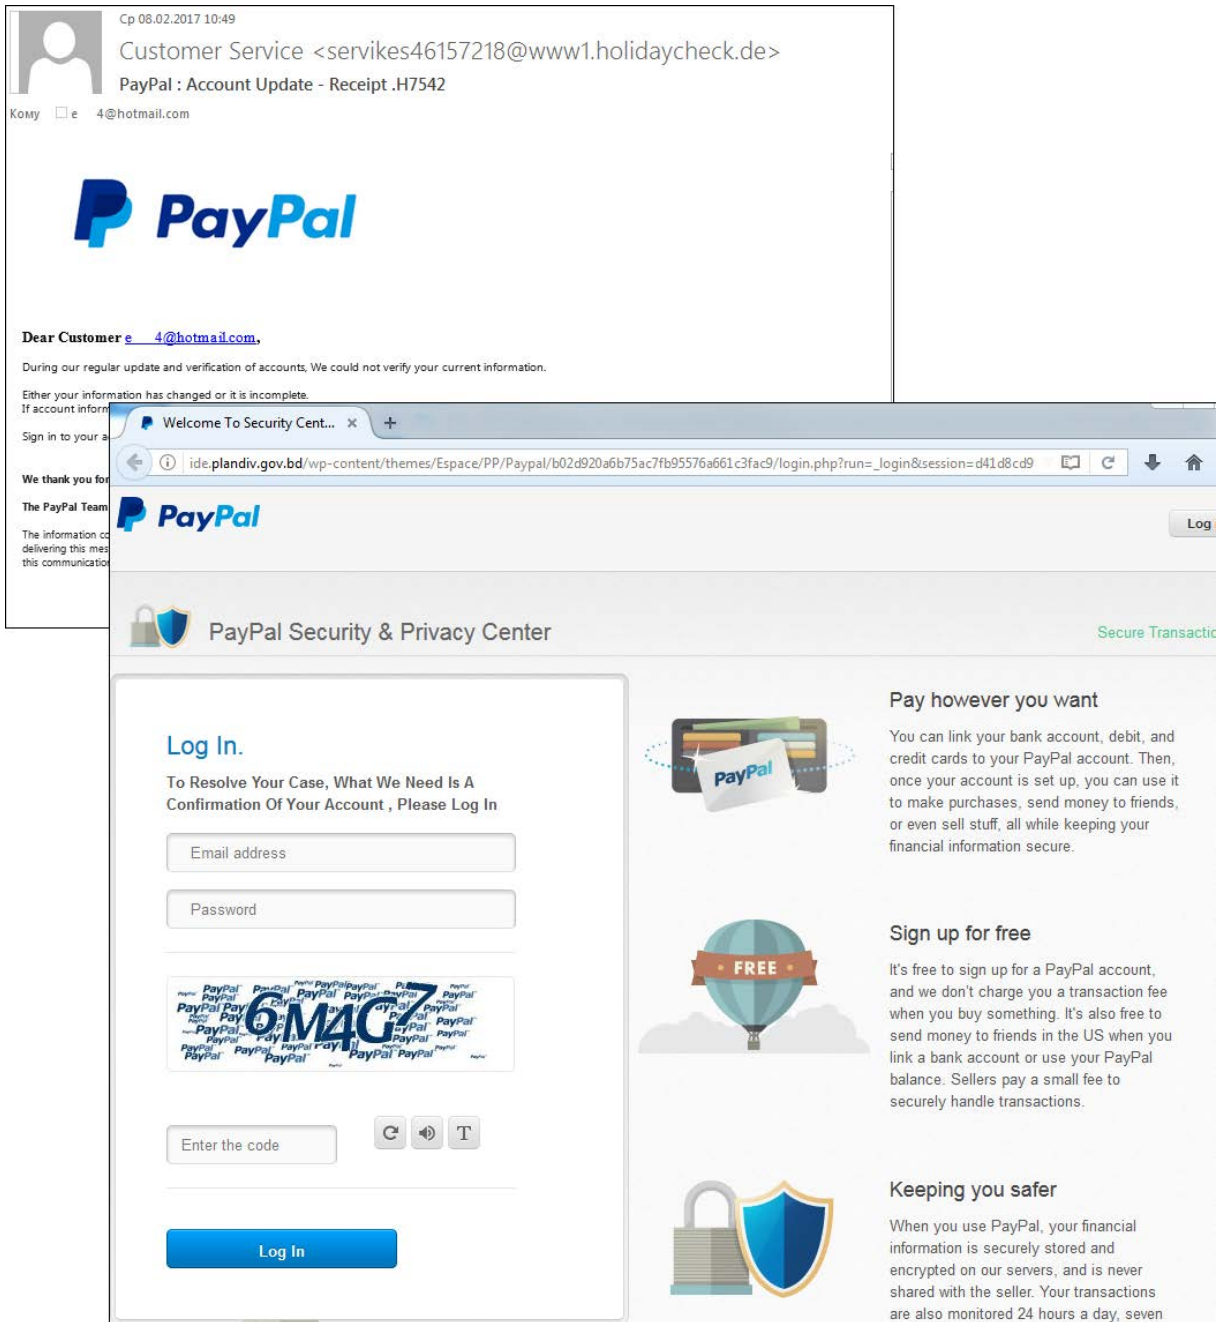 Ср 08.02.2017 10:49
Customer Service <servikes46157218@www1.holidaycheck.de>
PayPal : Account Update - Receipt .H7542
Кому e 4@hotmail.com
PayPal
Dear Customer e 4@hotmail.com,
During our regular update and verification of accounts, We could not verify your current information.
Either your information has changed or it is incomplete.
If account inform
Sign in to your a
We thank you for
The PayPal Team
The information co
delivering this mes
this communication
Welcome To Security Cent...
ide.plandiv.gov.bd/wp-content/themes/Espace/PP/Paypal/b02d920a6b75ac7fb95576a661c3fac9/login.php?run=_login&session=d41d8cd9
PayPal
Log
PayPal Security & Privacy Center
Secure Transactio
Log In.
To Resolve Your Case, What We Need Is A
Confirmation Of Your Account , Please Log In
Email address
Password
6M4G7
Enter the code
T
Log In
Pay however you want
PayPal
You can link your bank account, debit, and
credit cards to your PayPal account. Then,
once your account is set up, you can use it
to make purchases, send money to friends,
or even sell stuff, all while keeping your
financial information secure.
Sign up for free
FREE
It's free to sign up for a PayPal account,
and we don't charge you a transaction fee
when you buy something. It's also free to
send money to friends in the US when you
link a bank account or use your PayPal
balance. Sellers pay a small fee to
securely handle transactions.
Keeping you safer
When you use PayPal, your financial
information is securely stored and
encrypted on our servers, and is never
shared with the seller. Your transactions
are also monitored 24 hours a day, seven